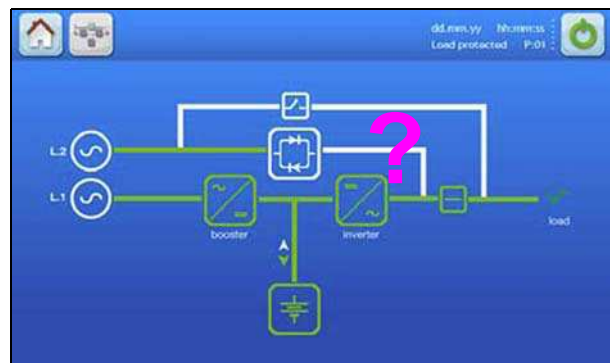 dd.mm.yy hh:mm:ss
Load protected P:01
L2
L1
?
booster
inverter
load